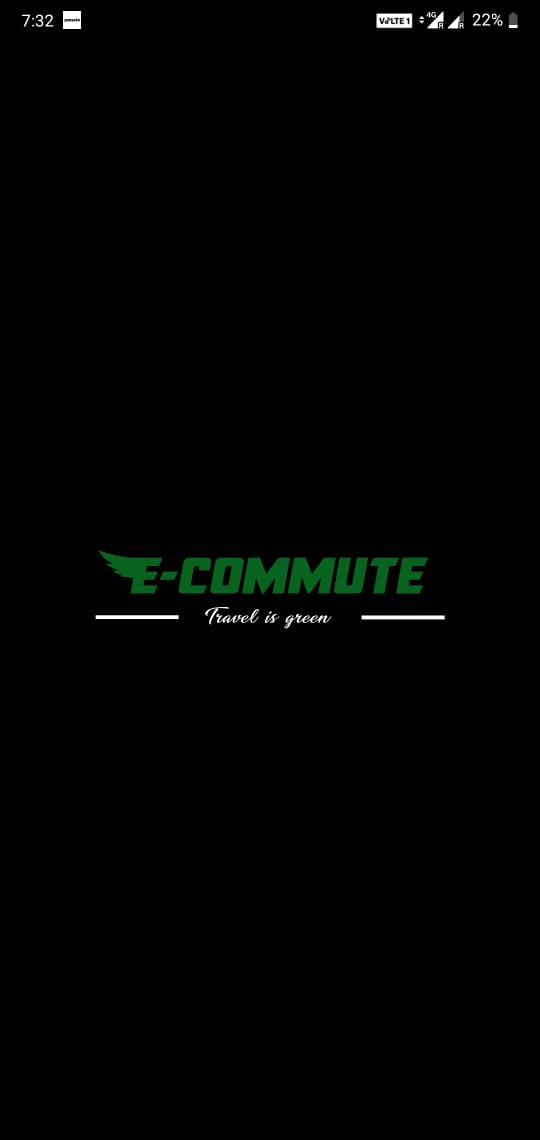 7:32 VoLTE 1 4G R R 22%
E-COMMUTE
Travel is green